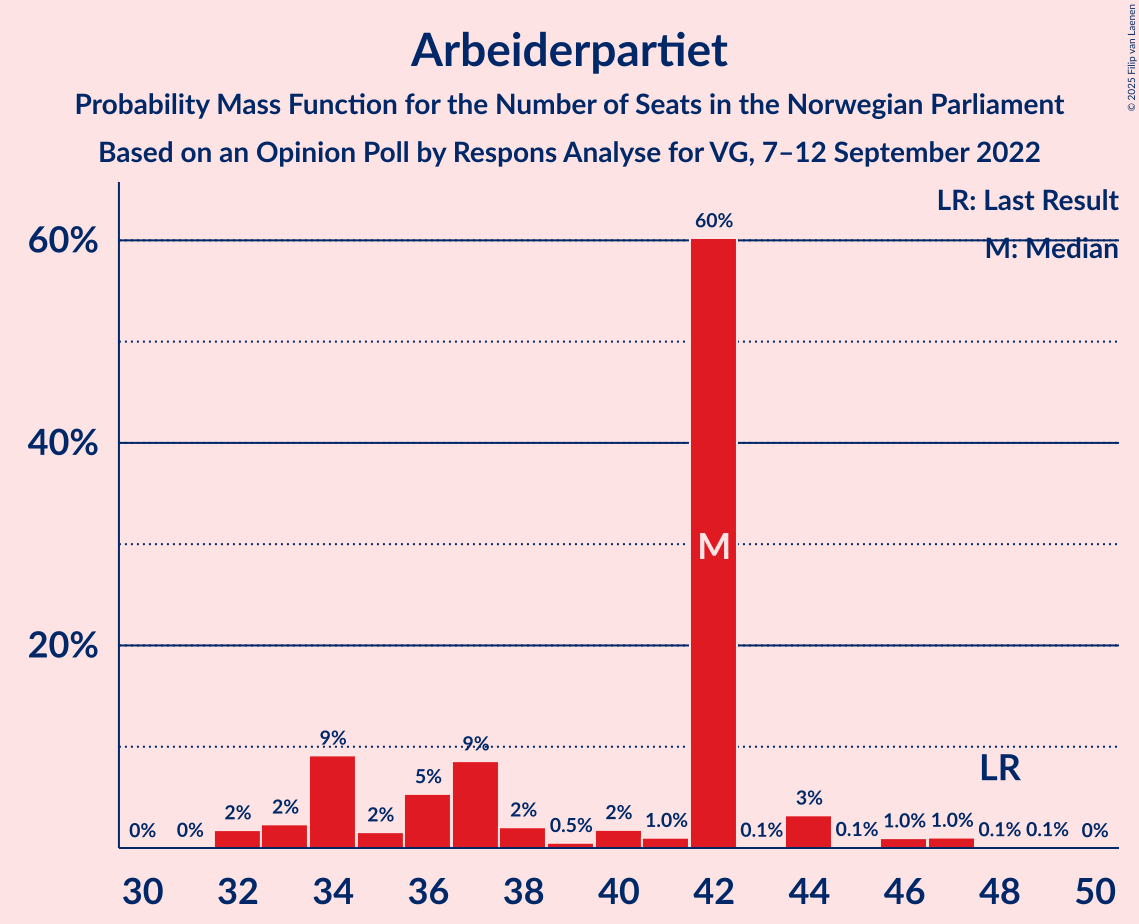 Arbeiderpartiet
Probability Mass Function for the Number of Seats in the Norwegian Parliament
Based on an Opinion Poll by Respons Analyse for VG, 7–12 September 2022
© 2025 Filip van Laenen
LR: Last Result
M: Median
60%
40%
20%
0% 0% 2% 2% 9% 2% 5% 9% 2% 0.5% 2% 1.0% 60% 0.1% 3% 0.1% 1.0% 1.0% 0.1% 0.1% 0%
M
LR
30 32 34 36 38 40 42 44 46 48 50